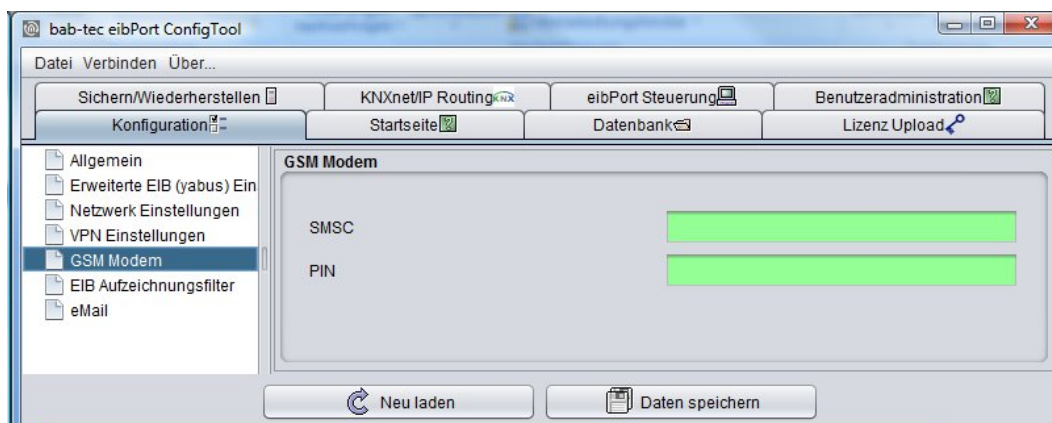 bab-tec eibPort ConfigTool
Datei Verbinden Über...
Sichern/Wiederherstellen KNXnet/IP Routing KNX eibPort Steuerung Benutzeradministration
Konfiguration Startseite Datenbank Lizenz Upload
Allgemein
Erweiterte EIB (yabus) Ein
Netzwerk Einstellungen
VPN Einstellungen
GSM Modem
EIB Aufzeichnungsfilter
eMail
GSM Modem
SMSC
PIN
Neu laden Daten speichern